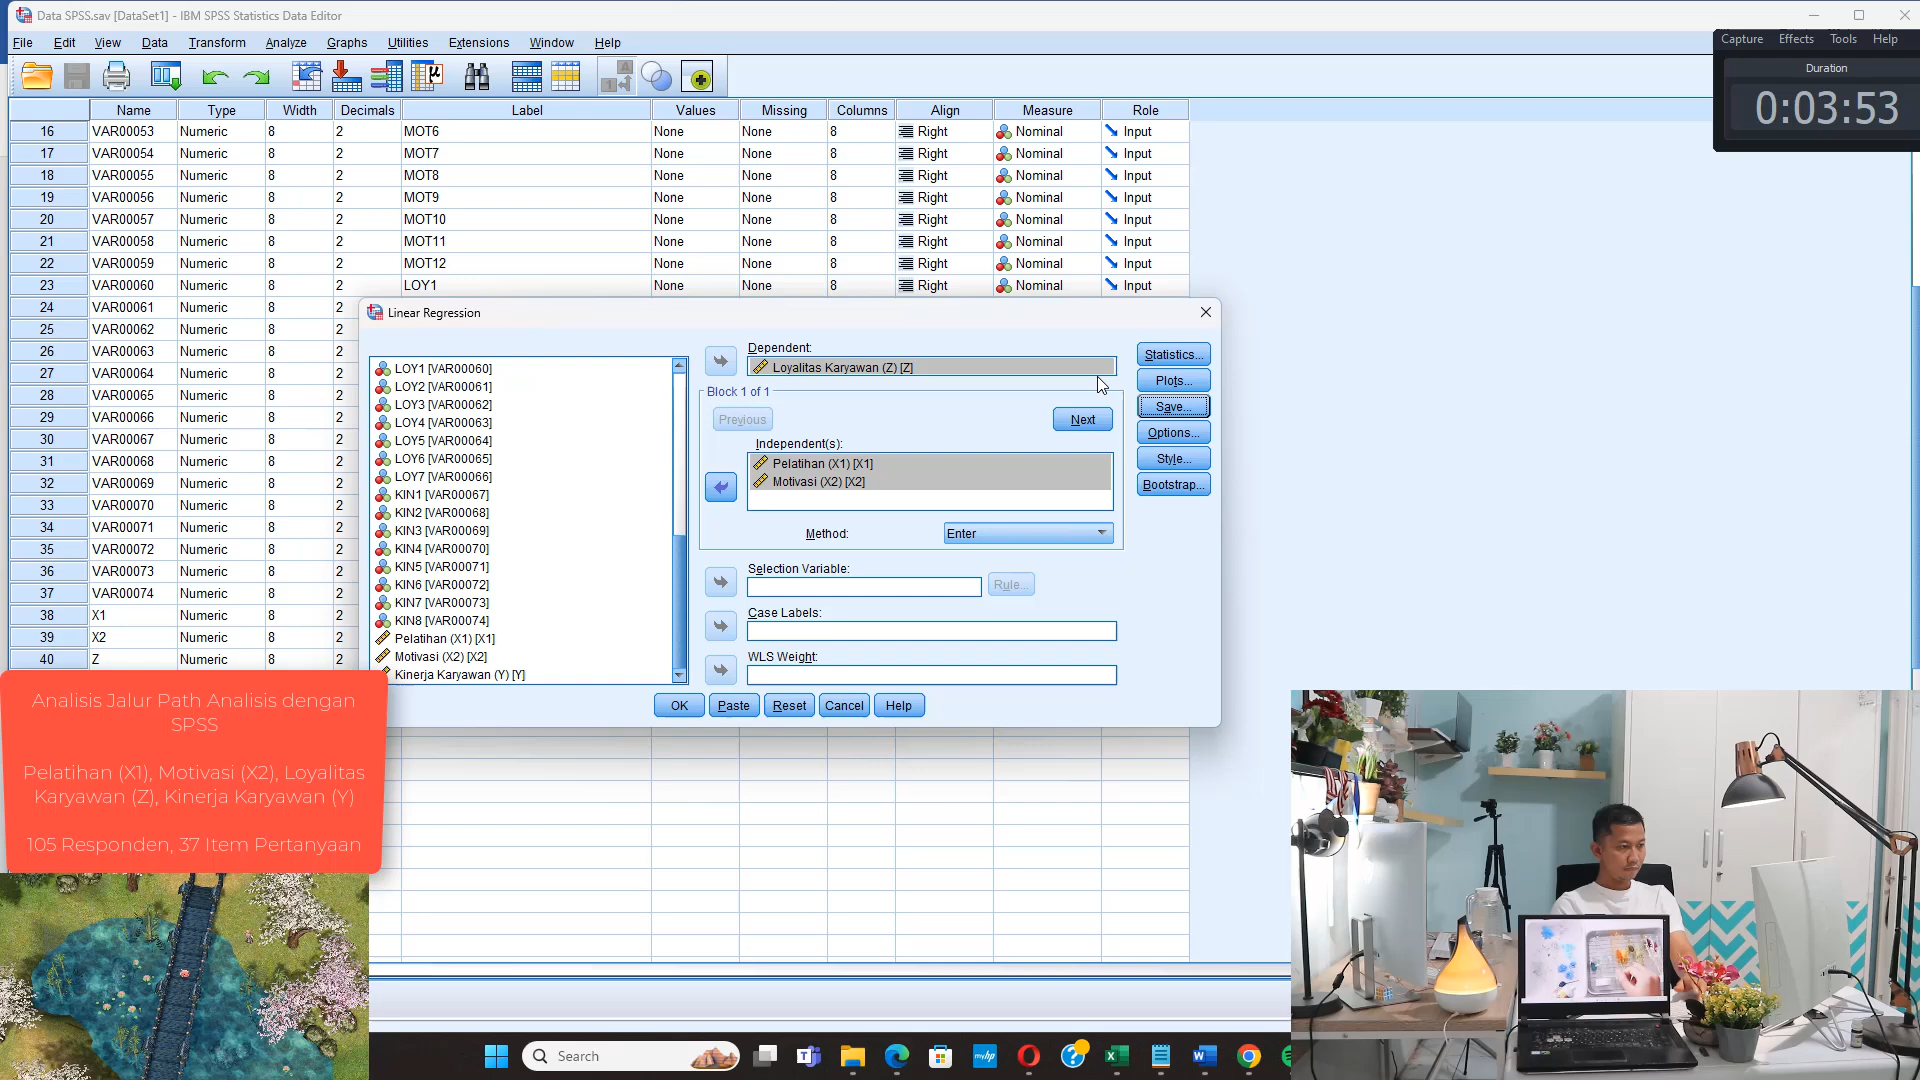 Data SPSS.sav [DataSet1] - IBM SPSS Statistics Data Editor
File Edit View Data Transform Analyze Graphs Utilities Extensions Window Help
Capture Effects Tools Help
Duration
0:03:53
Name Type Width Decimals Label Values Missing Columns Align Measure Role
16 VAR00053 Numeric 8 2 MOT6 None None 8 Right Nominal Input
17 VAR00054 Numeric 8 2 MOT7 None None 8 Right Nominal Input
18 VAR00055 Numeric 8 2 MOT8 None None 8 Right Nominal Input
19 VAR00056 Numeric 8 2 MOT9 None None 8 Right Nominal Input
20 VAR00057 Numeric 8 2 MOT10 None None 8 Right Nominal Input
21 VAR00058 Numeric 8 2 MOT11 None None 8 Right Nominal Input
22 VAR00059 Numeric 8 2 MOT12 None None 8 Right Nominal Input
23 VAR00060 Numeric 8 2 LOY1 None None 8 Right Nominal Input
24 VAR00061 Numeric 8 2
25 VAR00062 Numeric 8 2
26 VAR00063 Numeric 8 2
27 VAR00064 Numeric 8 2
28 VAR00065 Numeric 8 2
29 VAR00066 Numeric 8 2
30 VAR00067 Numeric 8 2
31 VAR00068 Numeric 8 2
32 VAR00069 Numeric 8 2
33 VAR00070 Numeric 8 2
34 VAR00071 Numeric 8 2
35 VAR00072 Numeric 8 2
36 VAR00073 Numeric 8 2
37 VAR00074 Numeric 8 2
38 X1 Numeric 8 2
39 X2 Numeric 8 2
40 Z Numeric 8 2
Linear Regression
LOY1 [VAR00060]
LOY2 [VAR00061]
LOY3 [VAR00062]
LOY4 [VAR00063]
LOY5 [VAR00064]
LOY6 [VAR00065]
LOY7 [VAR00066]
KIN1 [VAR00067]
KIN2 [VAR00068]
KIN3 [VAR00069]
KIN4 [VAR00070]
KIN5 [VAR00071]
KIN6 [VAR00072]
KIN7 [VAR00073]
KIN8 [VAR00074]
Pelatihan (X1) [X1]
Motivasi (X2) [X2]
Kinerja Karyawan (Y) [Y]
Dependent:
Loyalitas Karyawan (Z) [Z]
Block 1 of 1
Previous Next
Independent(s):
Pelatihan (X1) [X1]
Motivasi (X2) [X2]
Method: Enter
Selection Variable:
Rule...
Case Labels:
WLS Weight:
Statistics...
Plots...
Save...
Options...
Style...
Bootstrap...
OK Paste Reset Cancel Help
Analisis Jalur Path Analisis dengan
SPSS
Pelatihan (X1), Motivasi (X2), Loyalitas
Karyawan (Z), Kinerja Karyawan (Y)
105 Responden, 37 Item Pertanyaan
Search